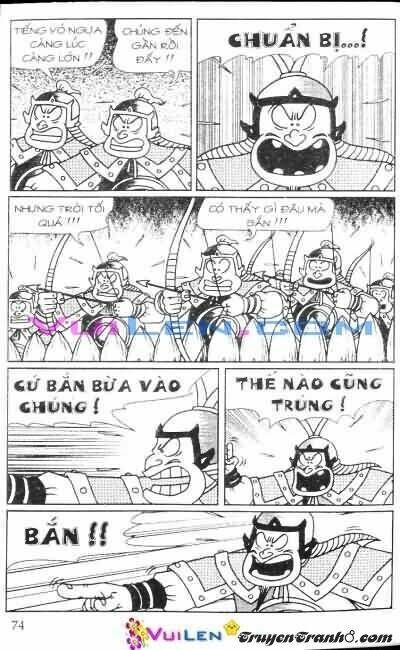 TIẾNG VÓ NGỰA
CÀNG LÚC
CÀNG LỚN !!
CHÚNG ĐẾN
GẦN RỒI
ĐẤY !!!
CHUẨN BỊ...!
NHƯNG TRỜI TỐI
QUÁ !!!
CÓ THẤY GÌ ĐÂU MÀ
BẮN !!!
VUILEN.COM
CỨ BẮN BỪA VÀO
CHÚNG !
THẾ NÀO CŨNG
TRÚNG !
BẮN !!
74
VUILEN
TruyenTranh8.com